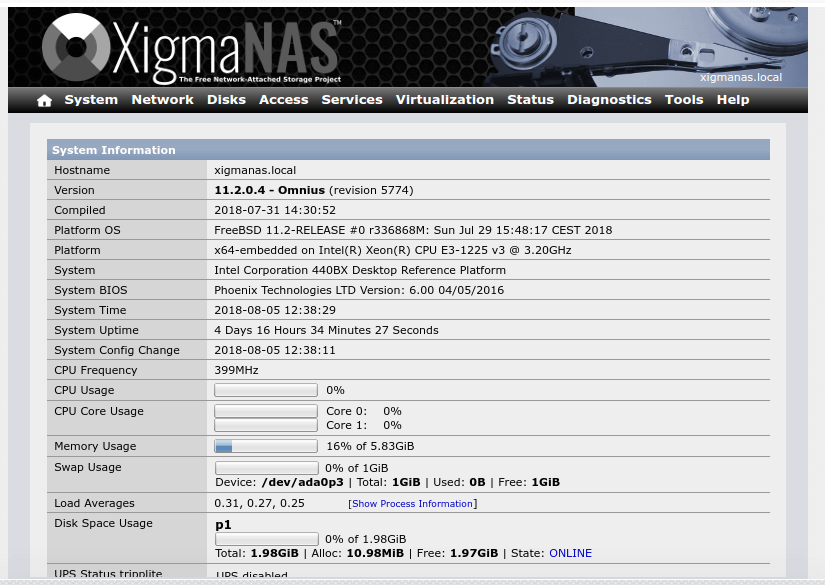 XigmaNAS™
The Free Network-Attached Storage Project
xigmanas.local
System Network Disks Access Services Virtualization Status Diagnostics Tools Help
System Information
Hostname xigmanas.local
Version 11.2.0.4 - Omnius (revision 5774)
Compiled 2018-07-31 14:30:52
Platform OS FreeBSD 11.2-RELEASE #0 r336868M: Sun Jul 29 15:48:17 CEST 2018
Platform x64-embedded on Intel(R) Xeon(R) CPU E3-1225 v3 @ 3.20GHz
System Intel Corporation 440BX Desktop Reference Platform
System BIOS Phoenix Technologies LTD Version: 6.00 04/05/2016
System Time 2018-08-05 12:38:29
System Uptime 4 Days 16 Hours 34 Minutes 27 Seconds
System Config Change 2018-08-05 12:38:11
CPU Frequency 399MHz
CPU Usage 0%
CPU Core Usage Core 0: 0%
Core 1: 0%
Memory Usage 16% of 5.83GiB
Swap Usage 0% of 1GiB
Device: /dev/ada0p3 | Total: 1GiB | Used: 0B | Free: 1GiB
Load Averages 0.31, 0.27, 0.25 [Show Process Information]
Disk Space Usage p1
0% of 1.98GiB
Total: 1.98GiB | Alloc: 10.98MiB | Free: 1.97GiB | State: ONLINE
UPS Status tripplite UPS disabled